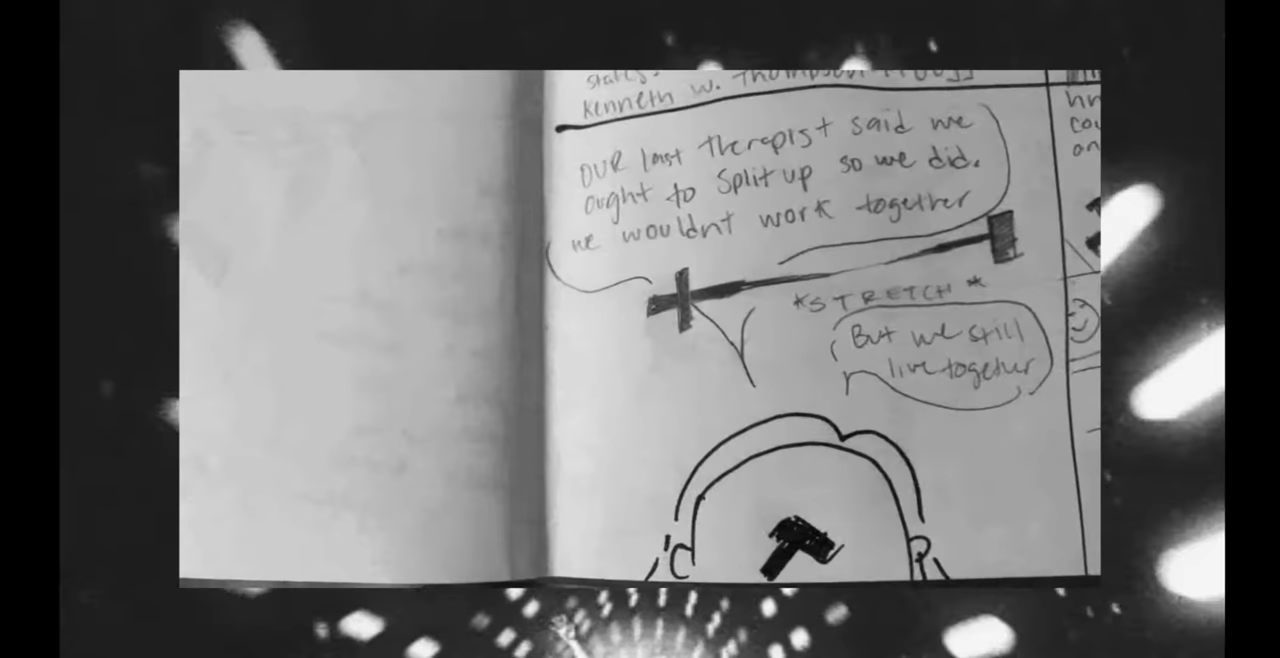 Kenneth W. Thompson
OUR last therapist said we
ought to split up so we did.
we wouldnt work together
*STRETCH*
But we still
live together